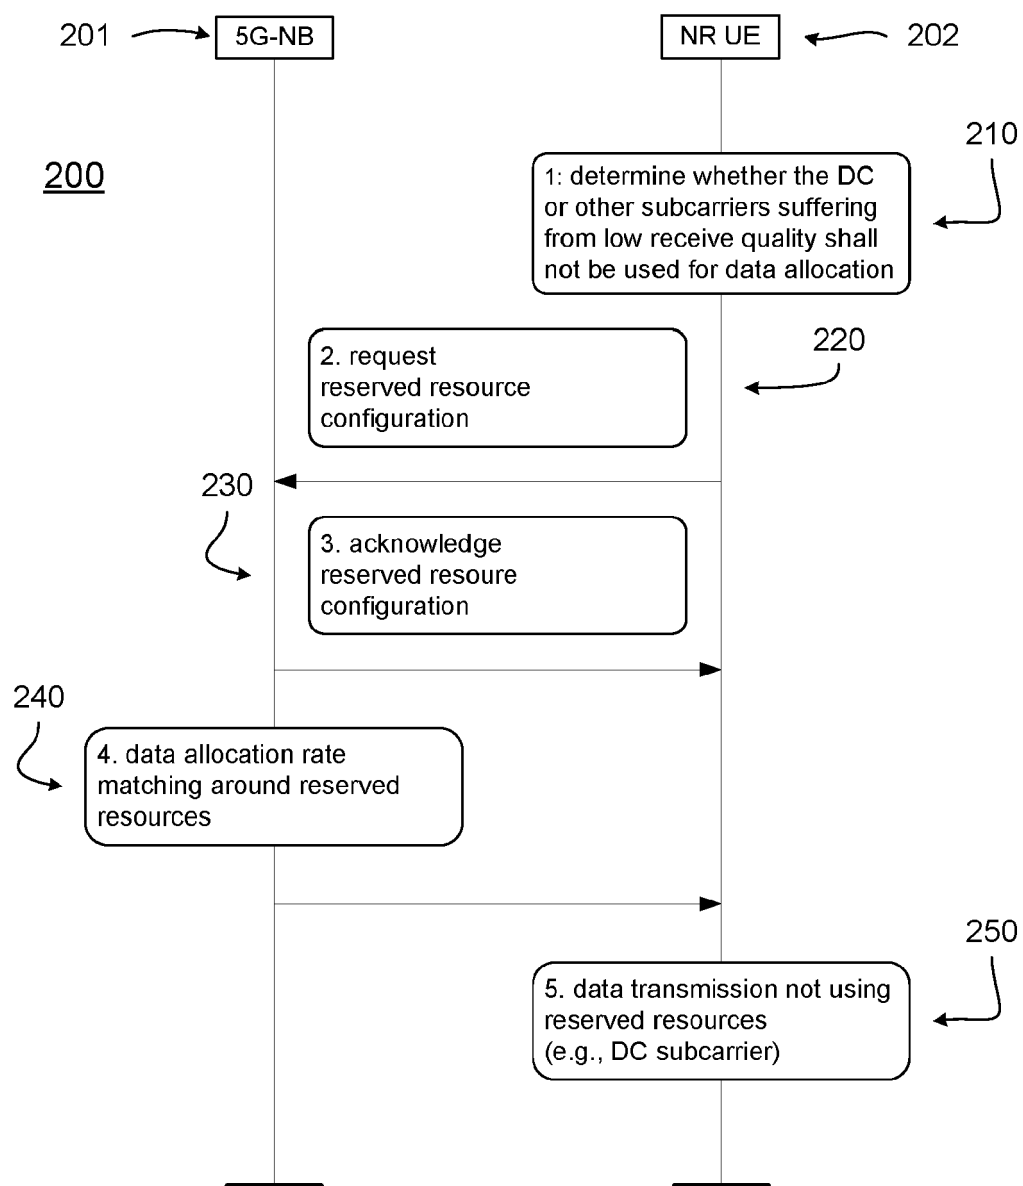 201
5G-NB
NR UE
202
200
210
1: determine whether the DC
or other subcarriers suffering
from low receive quality shall
not be used for data allocation
220
2. request
reserved resource
configuration
230
3. acknowledge
reserved resoure
configuration
240
4. data allocation rate
matching around reserved
resources
250
5. data transmission not using
reserved resources
(e.g., DC subcarrier)